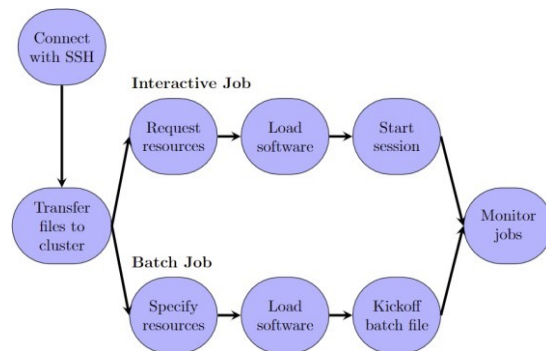 Connect
with SSH
Interactive Job
Request
resources
Load
software
Start
session
Transfer
files to
cluster
Monitor
jobs
Batch Job
Specify
resources
Load
software
Kickoff
batch file